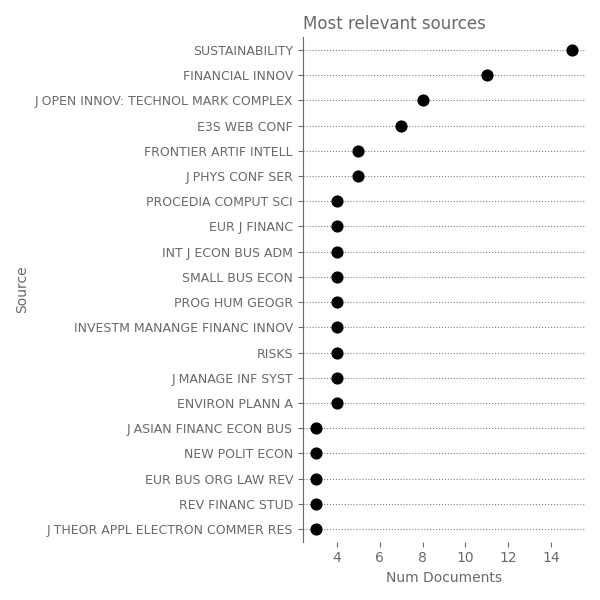 Most relevant sources
SUSTAINABILITY
FINANCIAL INNOV
J OPEN INNOV: TECHNOL MARK COMPLEX
E3S WEB CONF
FRONTIER ARTIF INTELL
J PHYS CONF SER
PROCEDIA COMPUT SCI
EUR J FINANC
INT J ECON BUS ADM
SMALL BUS ECON
PROG HUM GEOGR
INVESTM MANANGE FINANC INNOV
RISKS
J MANAGE INF SYST
ENVIRON PLANN A
J ASIAN FINANC ECON BUS
NEW POLIT ECON
EUR BUS ORG LAW REV
REV FINANC STUD
J THEOR APPL ELECTRON COMMER RES
Source
4 6 8 10 12 14
Num Documents